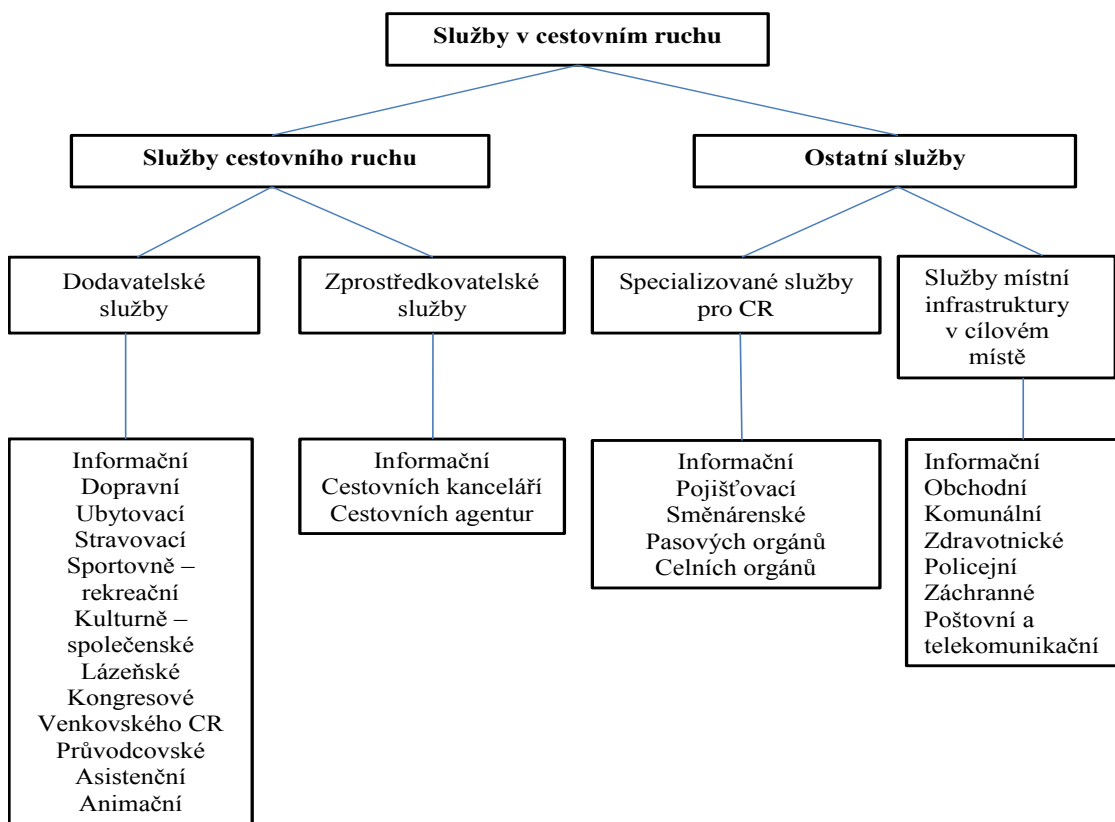 Služby v cestovním ruchu
Služby cestovního ruchu
Ostatní služby
Dodavatelské
služby
Zprostředkovatelské
služby
Specializované služby
pro CR
Služby místní
infrastruktury
v cílovém
místě
Informační
Dopravní
Ubytovací
Stravovací
Sportovně –
rekreační
Kulturně –
společenské
Lázeňské
Kongresové
Venkovského CR
Průvodcovské
Asistenční
Animační
Informační
Cestovních kanceláří
Cestovních agentur
Informační
Pojišťovací
Směnárenské
Pasových orgánů
Celních orgánů
Informační
Obchodní
Komunální
Zdravotnické
Policejní
Záchranné
Poštovní a
telekomunikační